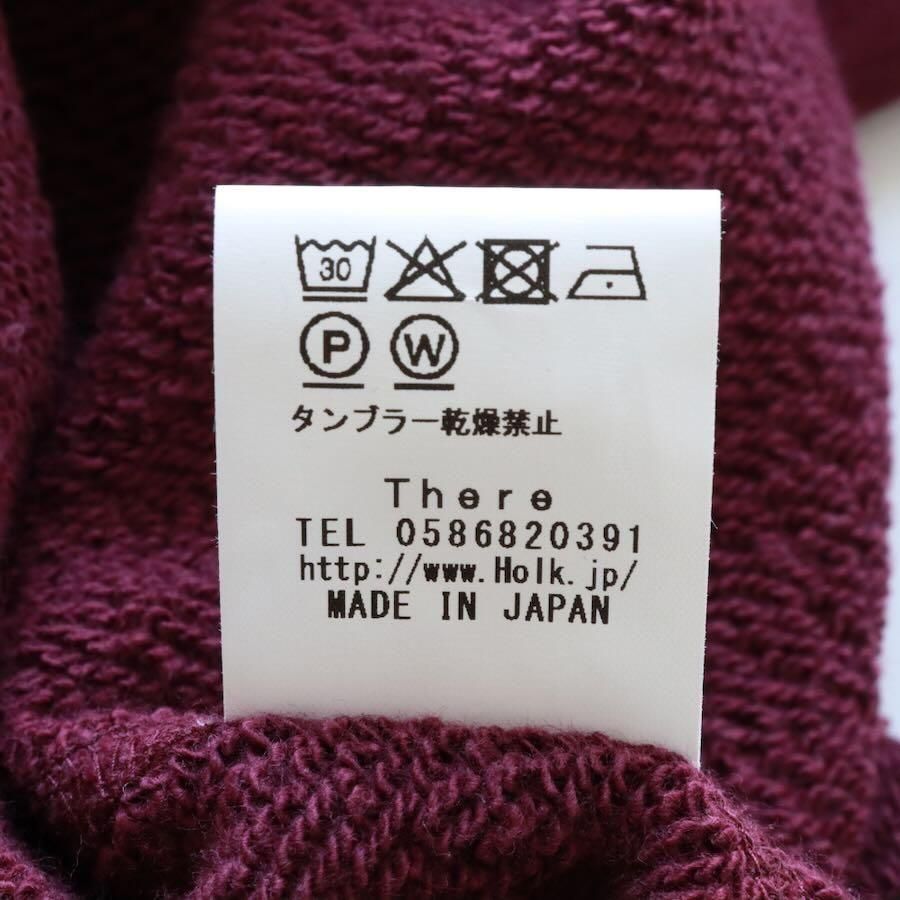 30
P W
タンブラー乾燥禁止
There
TEL 0586820391
http://www.Holk.jp/
MADE IN JAPAN